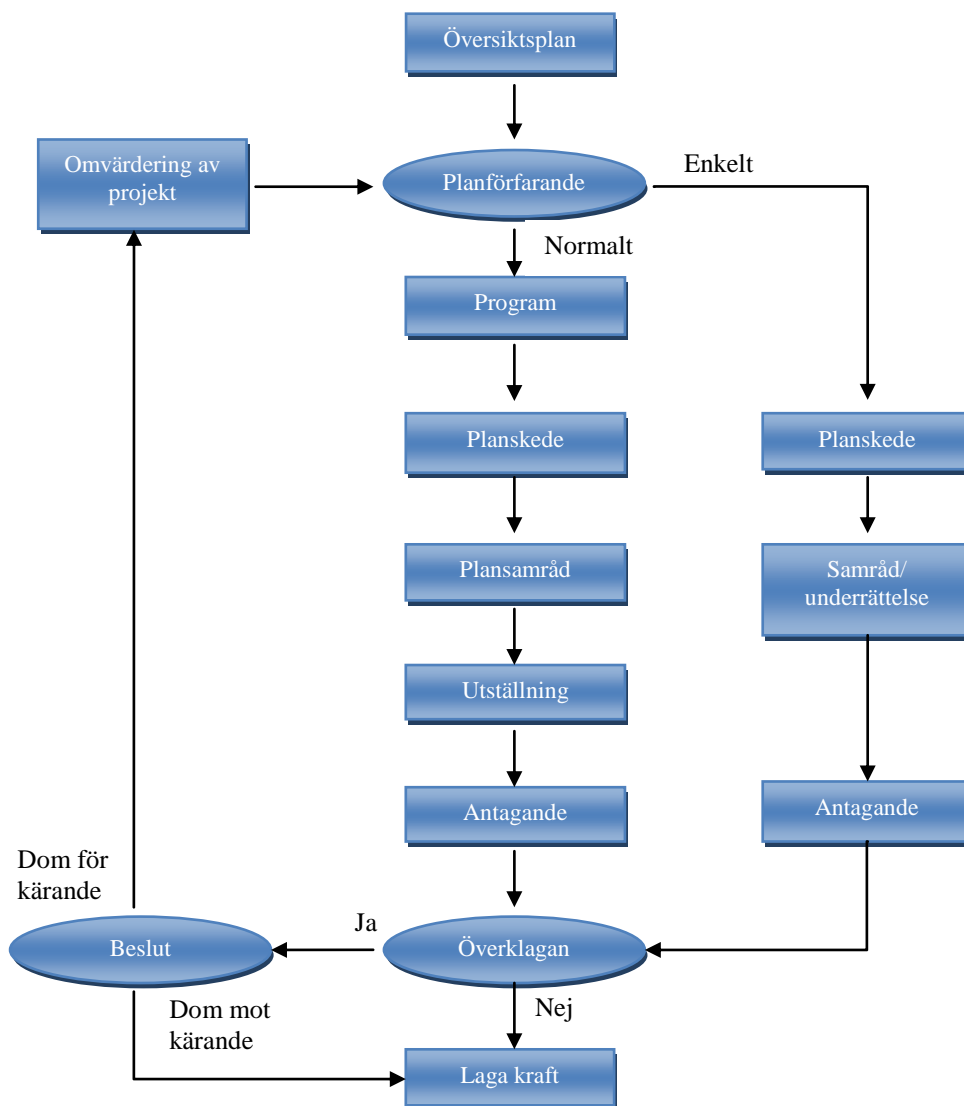 Översiktsplan
Omvärdering av
projekt
Planförfarande
Enkelt
Normalt
Program
Planskede
Planskede
Plansamråd
Samråd/
underrättelse
Utställning
Antagande
Antagande
Dom för
kärande
Beslut
Ja
Överklagan
Dom mot
kärande
Nej
Laga kraft